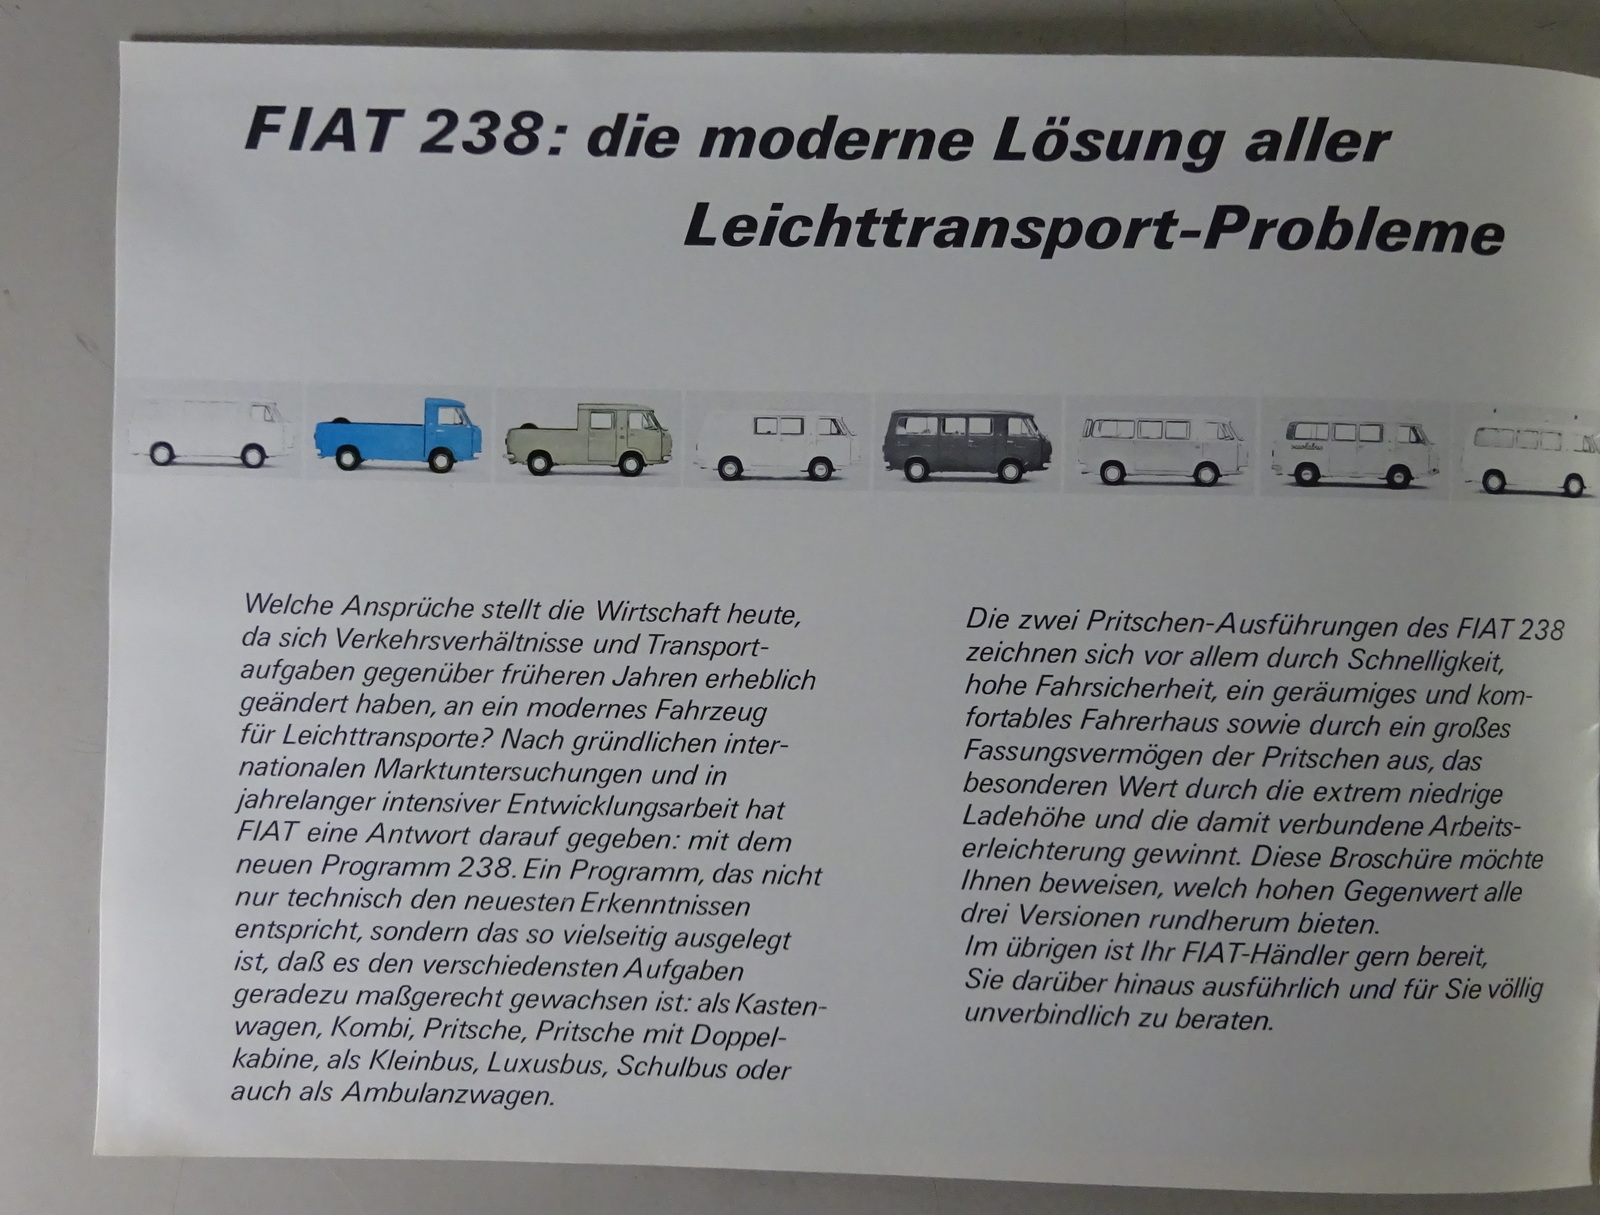 FIAT 238: die moderne Lösung aller
Leichttransport-Probleme
Welche Ansprüche stellt die Wirtschaft heute,
da sich Verkehrsverhältnisse und Transport-
aufgaben gegenüber früheren Jahren erheblich
geändert haben, an ein modernes Fahrzeug
für Leichttransporte? Nach gründlichen inter-
nationalen Marktuntersuchungen und in
jahrelanger intensiver Entwicklungsarbeit hat
FIAT eine Antwort darauf gegeben: mit dem
neuen Programm 238. Ein Programm, das nicht
nur technisch den neuesten Erkenntnissen
entspricht, sondern das so vielseitig ausgelegt
ist, daß es den verschiedensten Aufgaben
geradezu maßgerecht gewachsen ist: als Kasten-
wagen, Kombi, Pritsche, Pritsche mit Doppel-
kabine, als Kleinbus, Luxusbus, Schulbus oder
auch als Ambulanzwagen.
Die zwei Pritschen-Ausführungen des FIAT 238
zeichnen sich vor allem durch Schnelligkeit,
hohe Fahrsicherheit, ein geräumiges und kom-
fortables Fahrerhaus sowie durch ein großes
Fassungsvermögen der Pritschen aus, das
besonderen Wert durch die extrem niedrige
Ladehöhe und die damit verbundene Arbeits-
erleichterung gewinnt. Diese Broschüre möchte
Ihnen beweisen, welch hohen Gegenwert alle
drei Versionen rundherum bieten.
Im übrigen ist Ihr FIAT-Händler gern bereit,
Sie darüber hinaus ausführlich und für Sie völlig
unverbindlich zu beraten.